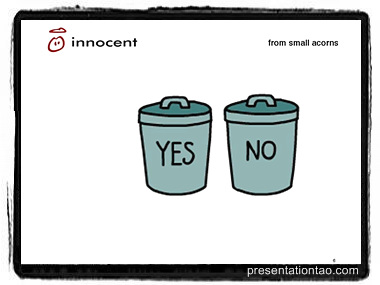 innocent
from small acorns
YES
NO
presentationtao.com